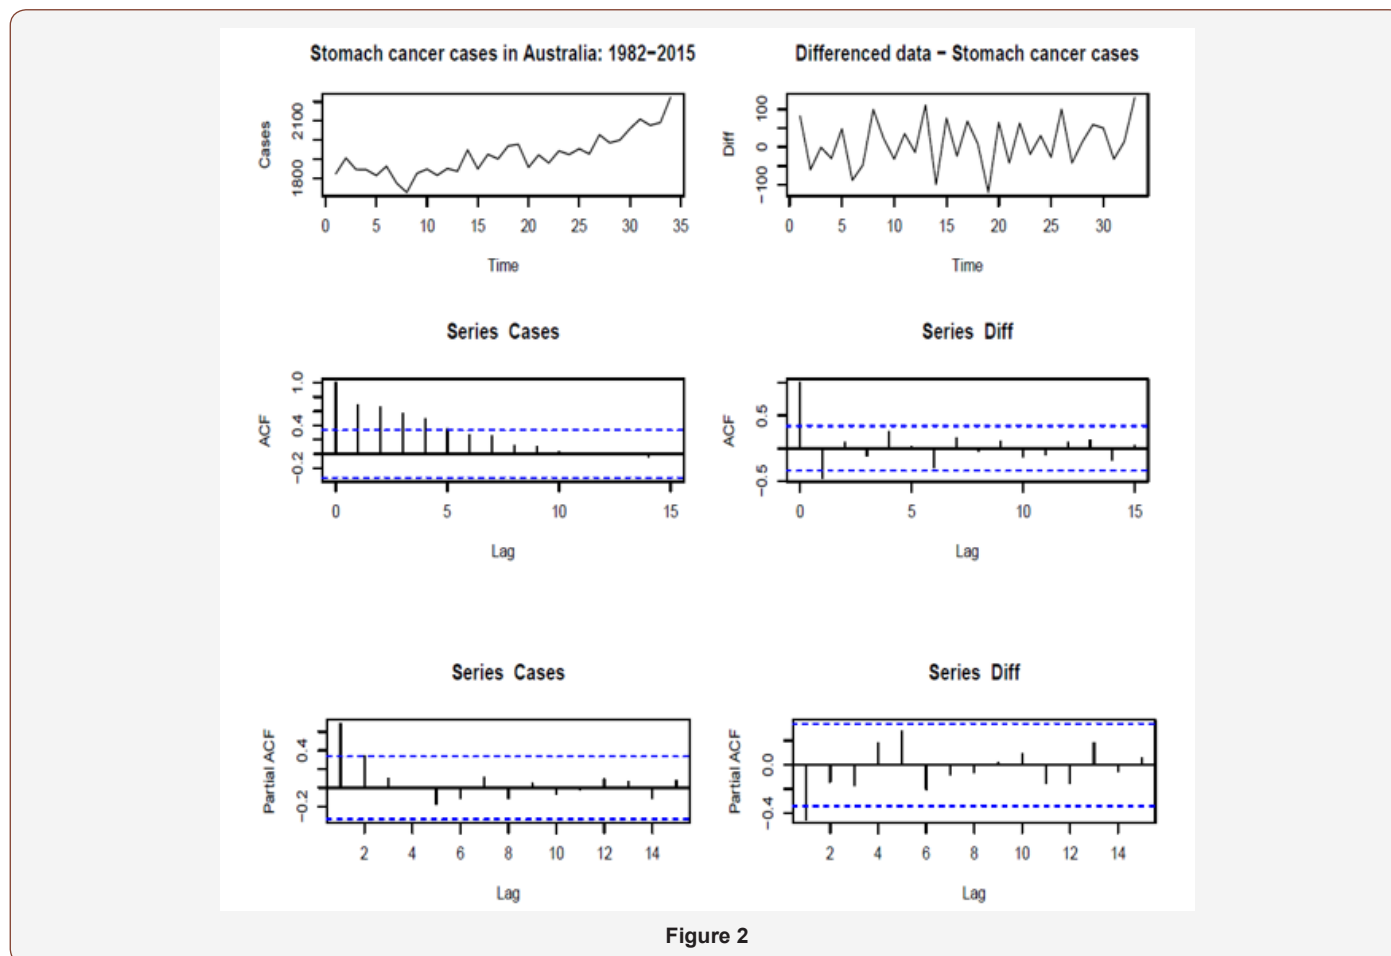 Stomach cancer cases in Australia: 1982−2015
Cases
1800
2100
0 5 10 15 20 25 30 35
Time
Differenced data − Stomach cancer cases
Diff
−100
0
100
0 5 10 15 20 25 30
Time
Series Cases
ACF
−0.2
0.4
1.0
0 5 10 15
Lag
Series Diff
ACF
−0.5
0.5
0 5 10 15
Lag
Series Cases
Partial ACF
−0.2
0.4
2 4 6 8 10 12 14
Lag
Series Diff
Partial ACF
−0.4
0.0
2 4 6 8 10 12 14
Lag
Figure 2